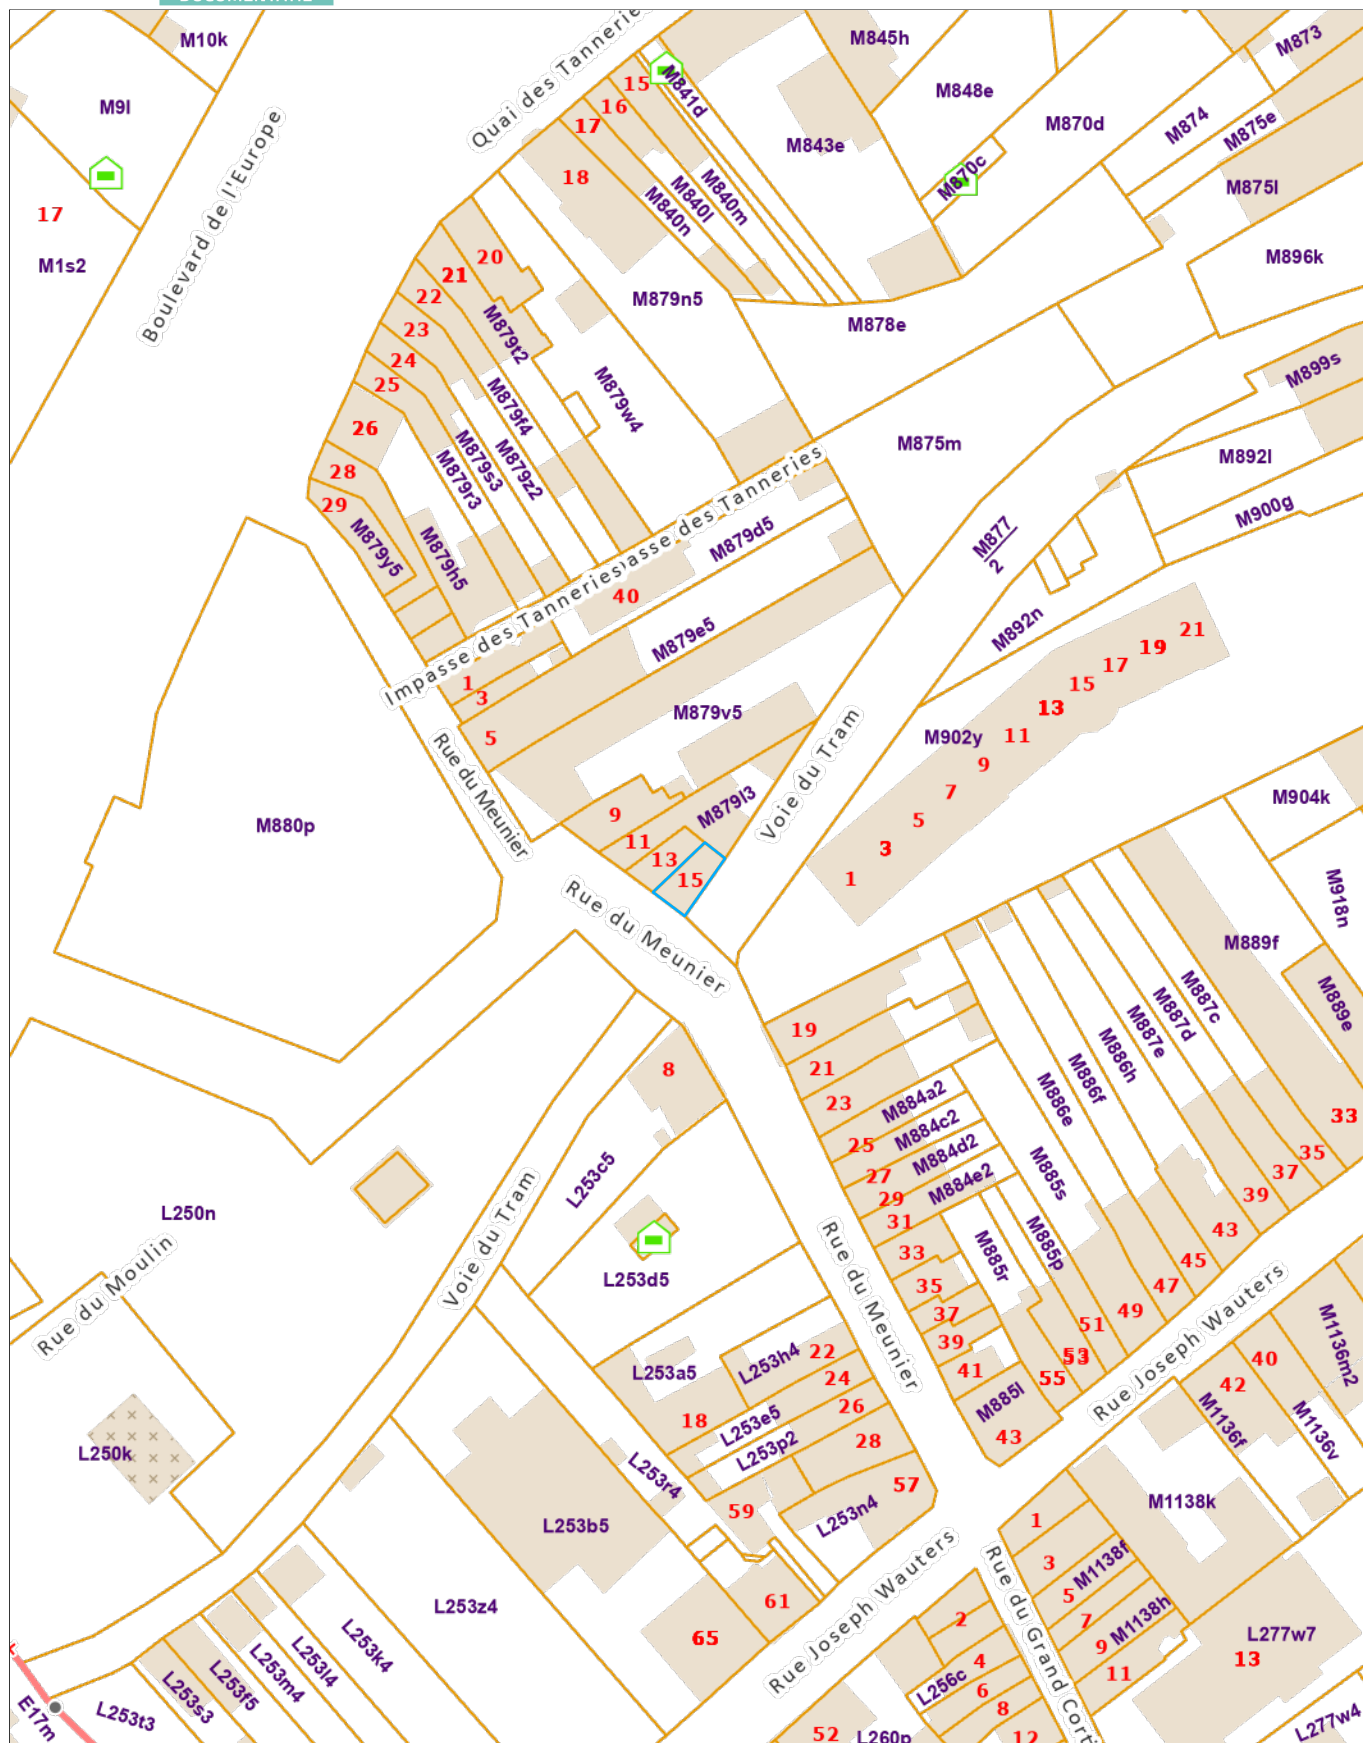 M10k
M845h
M873
Quai des Tannerie
M9l
15
16
17
M841d
M848e
M870d
M874
M875e
M843e
M870c
M875l
18
M840m
M840l
M840n
17
M1s2
Boulevard de l'Europe
20
21
22
23
24
25
26
28
29
M879n5
M878e
M896k
M879t2
M879w4
M879f4
M879z2
M879s3
M879r3
M899s
M875m
M892l
M900g
M877
2
Impasse des Tanneries
asse des Tanneries
M879d5
M879y5
M879h5
40
M879e5
M892n
21
19
17
15
13
11
9
7
5
3
1
M902y
1
3
5
M879v5
Rue du Meunier
Voie du Tram
M879l3
9
11
13
15
M880p
M904k
M918n
M889f
M889e
Rue du Meunier
19
21
23
25
27
29
31
33
35
37
39
41
43
M884a2
M884c2
M884d2
M884e2
M885l
M885r
M885p
M885s
M886e
M886f
M886h
M887e
M887d
M887c
33
35
37
39
43
45
47
49
51
53
55
8
L253c5
L250n
Rue du Moulin
Voie du Tram
L253d5
Rue du Meunier
Rue Joseph Wauters
L253a5
L253h4
22
24
26
28
18
L253e5
L253p2
L250k
L253r4
59
57
L253n4
L253b5
61
65
L253z4
Rue Joseph Wauters
40
42
M1136m2
M1136v
M1136f
M1138k
1
3
5
7
9
11
M1138f
M1138h
L277w7
13
L277w4
Rue du Grand Corti
2
4
6
8
12
L256c
L260p
52
L253k4
L253l4
L253m4
L253f5
L253s3
L253t3
E17m